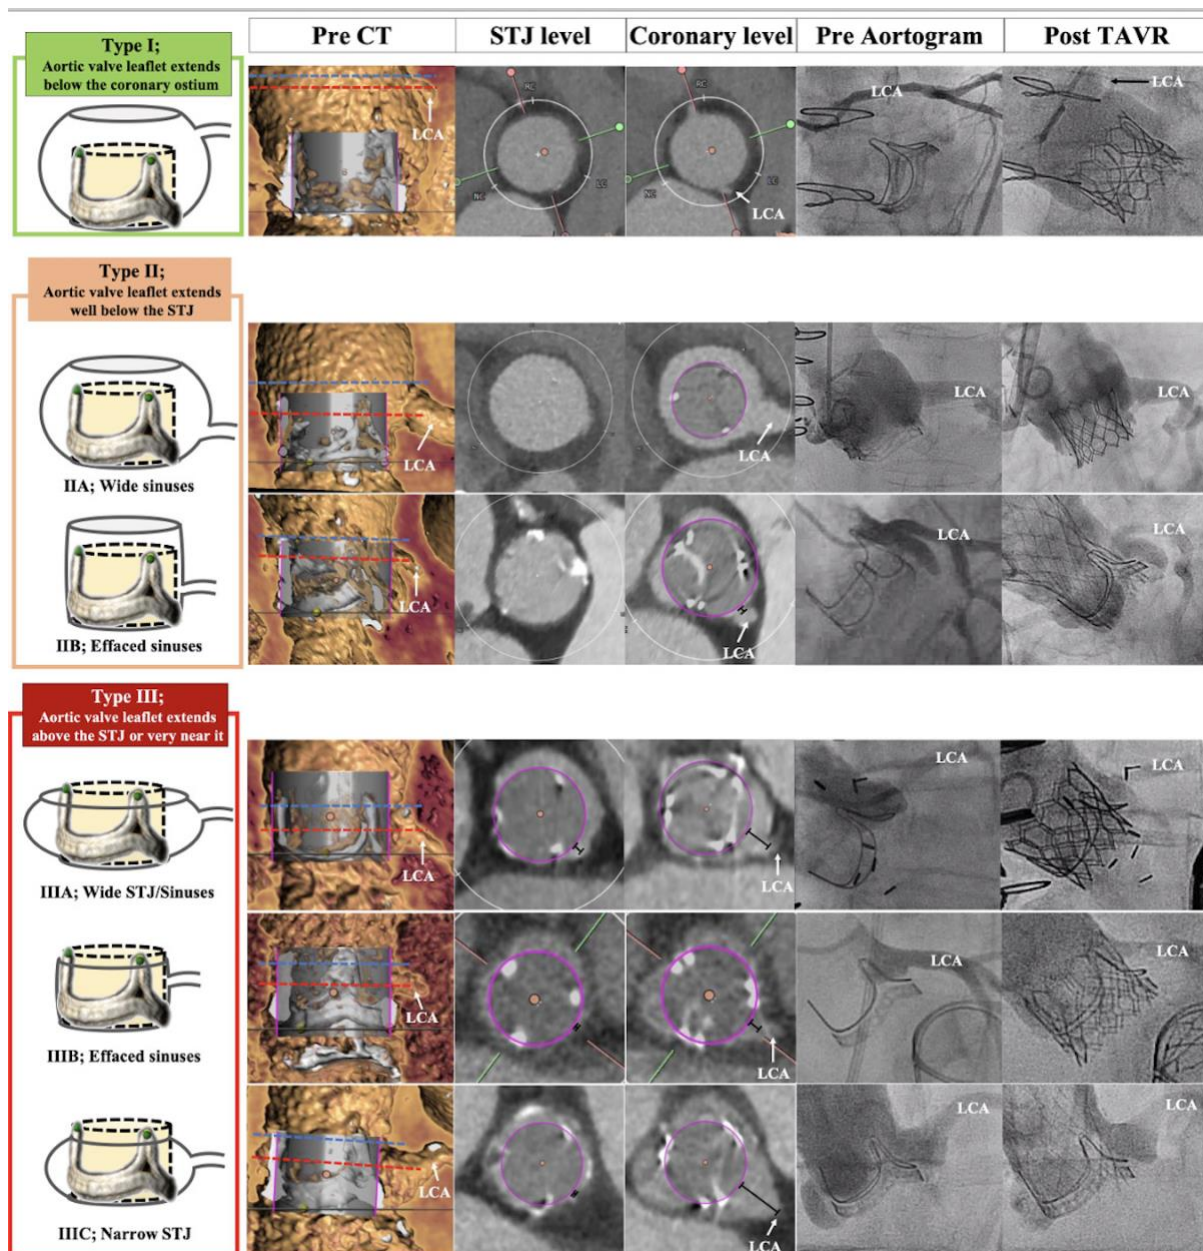 Pre CT
STJ level
Coronary level
Pre Aortogram
Post TAVR
Type I;
Aortic valve leaflet extends
below the coronary ostium
LCA
RC
LC
NC
LCA
LCA
LCA
Type II;
Aortic valve leaflet extends
well below the STJ
IIA; Wide sinuses
LCA
LCA
LCA
LCA
IIB; Effaced sinuses
LCA
LCA
LCA
LCA
Type III;
Aortic valve leaflet extends
above the STJ or very near it
IIIA; Wide STJ/Sinuses
LCA
LCA
LCA
LCA
IIIB; Effaced sinuses
LCA
LCA
LCA
LCA
IIIC; Narrow STJ
LCA
LCA
LCA
LCA